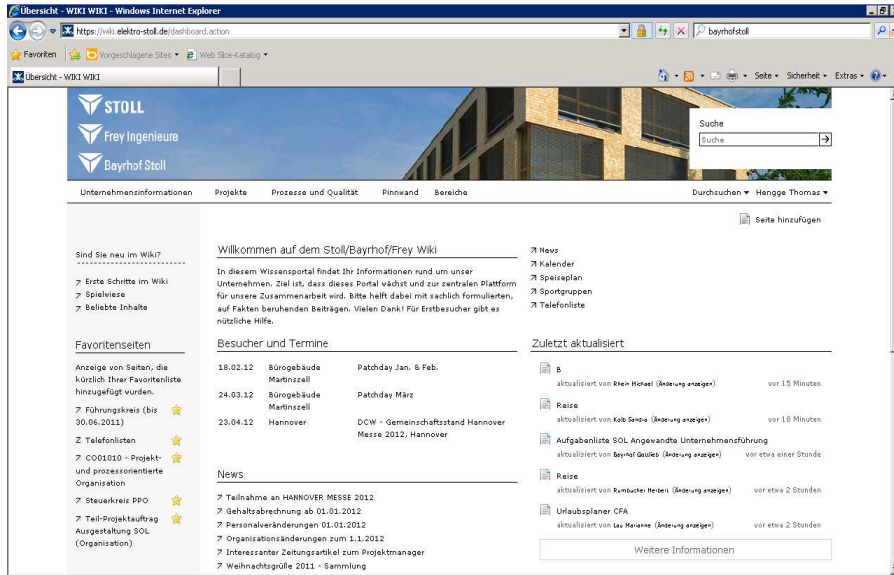 Übersicht - WIKI WIKI - Windows Internet Explorer
https://wiki.elektro-stoll.de/dashboard.action
bayrhofstoll
Favoriten Vorgeschlagene Sites Web Slice-Katalog
Übersicht - WIKI WIKI
Seite Sicherheit Extras
STOLL
Frey Ingenieure
Bayrhof Stoll
Suche
Suche
Unternehmensinformationen Projekte Prozesse und Qualität Pinnwand Bereiche Durchsuchen Hengge Thomas
Seite hinzufügen
Sind Sie neu im Wiki?
Erste Schritte im Wiki
Spielwiese
Beliebte Inhalte
Willkommen auf dem Stoll/Bayrhof/Frey Wiki
In diesem Wissensportal findet Ihr Informationen rund um unser
Unternehmen. Ziel ist, dass dieses Portal wächst und zur zentralen Plattform
für unsere Zusammenarbeit wird. Bitte helft dabei mit sachlich formulierten,
auf Fakten beruhenden Beiträgen. Vielen Dank! Für Erstbesucher gibt es
nützliche Hilfe.
News
Kalender
Speiseplan
Sportgruppen
Telefonliste
Favoritenseiten
Anzeige von Seiten, die
kürzlich Ihrer Favoritenliste
hinzugefügt wurden.
Führungskreis (bis
30.06.2011)
Telefonlisten
CO01010 - Projekt-
und prozessorientierte
Organisation
Steuerkreis PPO
Teil-Projektauftrag
Ausgestaltung SOL
(Organisation)
Besucher und Termine
18.02.12 Bürogebäude Patchday Jan. & Feb.
Martinszell
24.03.12 Bürogebäude Patchday März
Martinszell
23.04.12 Hannover DCW - Gemeinschaftsstand Hannover
Messe 2012, Hannover
News
Teilnahme an HANNOVER MESSE 2012
Gehaltsabrechnung ab 01.01.2012
Personalveränderungen 01.01.2012
Organisationsänderungen zum 1.1.2012
Interessanter Zeitungsartikel zum Projektmanager
Weihnachtsgrüße 2011 - Sammlung
Zuletzt aktualisiert
B
aktualisiert von Rhein Michael (Änderung anzeigen) vor 15 Minuten
Reise
aktualisiert von Kolb Sandra (Änderung anzeigen) vor 18 Minuten
Aufgabenliste SOL Angewandte Unternehmensführung
aktualisiert von Bayrhof Gottlieb (Änderung anzeigen) vor etwa einer Stunde
Reise
aktualisiert von Rumbucher Herbert (Änderung anzeigen) vor etwa 2 Stunden
Urlaubsplaner CFA
aktualisiert von Lau Marianne (Änderung anzeigen) vor etwa 2 Stunden
Weitere Informationen